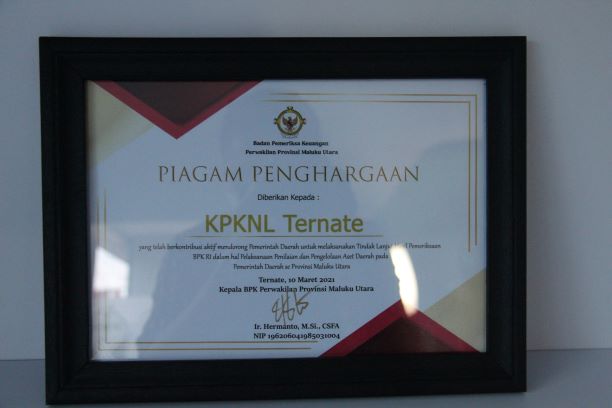 Badan Pemeriksa Keuangan
Perwakilan Provinsi Maluku Utara
PIAGAM PENGHARGAAN
Diberikan Kepada :
KPKNL Ternate
yang telah berkontribusi aktif mendorong Pemerintah Daerah untuk melaksanakan Tindak Lanjut Hasil Pemeriksaan
BPK RI dalam hal Pelaksanaan Penilaian dan Pengelolaan Aset Daerah pada
Pemerintah Daerah se Provinsi Maluku Utara
Ternate, 10 Maret 2021
Kepala BPK Perwakilan Provinsi Maluku Utara
Ir. Hermanto, M.Si., CSFA
NIP 196206041985031004